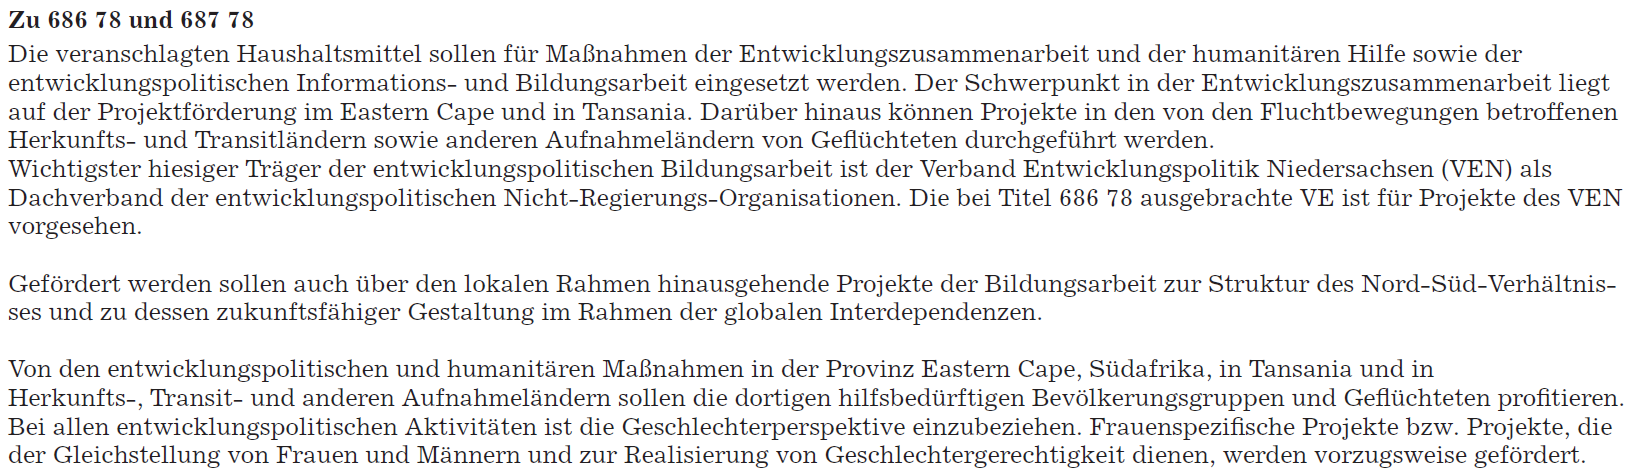 Zu 686 78 und 687 78
Die veranschlagten Haushaltsmittel sollen für Maßnahmen der Entwicklungszusammenarbeit und der humanitären Hilfe sowie der
entwicklungspolitischen Informations- und Bildungsarbeit eingesetzt werden. Der Schwerpunkt in der Entwicklungszusammenarbeit liegt
auf der Projektförderung im Eastern Cape und in Tansania. Darüber hinaus können Projekte in den von den Fluchtbewegungen betroffenen
Herkunfts- und Transitländern sowie anderen Aufnahmeländern von Geflüchteten durchgeführt werden.
Wichtigster hiesiger Träger der entwicklungspolitischen Bildungsarbeit ist der Verband Entwicklungspolitik Niedersachsen (VEN) als
Dachverband der entwicklungspolitischen Nicht-Regierungs-Organisationen. Die bei Titel 686 78 ausgebrachte VE ist für Projekte des VEN
vorgesehen.
Gefördert werden sollen auch über den lokalen Rahmen hinausgehende Projekte der Bildungsarbeit zur Struktur des Nord-Süd-Verhältnis-
ses und zu dessen zukunftsfähiger Gestaltung im Rahmen der globalen Interdependenzen.
Von den entwicklungspolitischen und humanitären Maßnahmen in der Provinz Eastern Cape, Südafrika, in Tansania und in
Herkunfts-, Transit- und anderen Aufnahmeländern sollen die dortigen hilfsbedürftigen Bevölkerungsgruppen und Geflüchteten profitieren.
Bei allen entwicklungspolitischen Aktivitäten ist die Geschlechterperspektive einzubeziehen. Frauenspezifische Projekte bzw. Projekte, die
der Gleichstellung von Frauen und Männern und zur Realisierung von Geschlechtergerechtigkeit dienen, werden vorzugsweise gefördert.